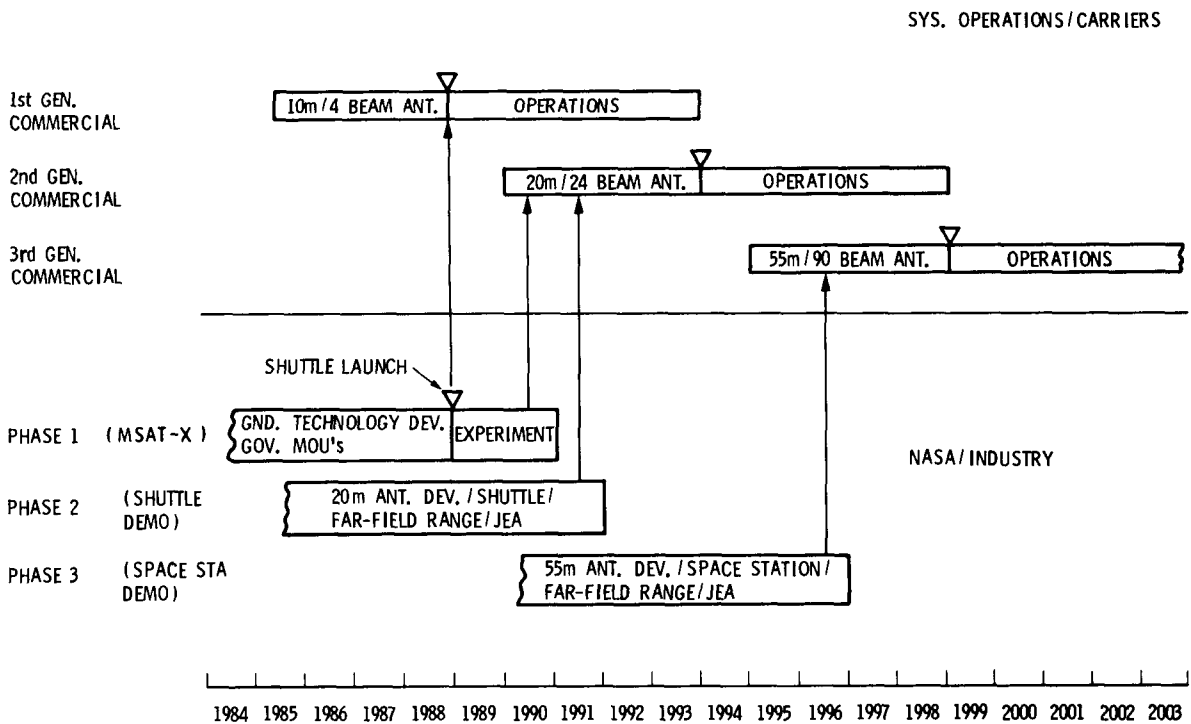 SYS. OPERATIONS/CARRIERS
1st GEN.
COMMERCIAL
10m/4 BEAM ANT.
OPERATIONS
2nd GEN.
COMMERCIAL
20m/24 BEAM ANT.
OPERATIONS
3rd GEN.
COMMERCIAL
55m/90 BEAM ANT.
OPERATIONS
SHUTTLE LAUNCH
PHASE 1 (MSAT-X)
GND. TECHNOLOGY DEV.
GOV. MOU's
EXPERIMENT
NASA/INDUSTRY
PHASE 2 (SHUTTLE
DEMO)
20m ANT. DEV./SHUTTLE/
FAR-FIELD RANGE/JEA
PHASE 3 (SPACE STA
DEMO)
55m ANT. DEV./SPACE STATION/
FAR-FIELD RANGE/JEA
1984 1985 1986 1987 1988 1989 1990 1991 1992 1993 1994 1995 1996 1997 1998 1999 2000 2001 2002 2003